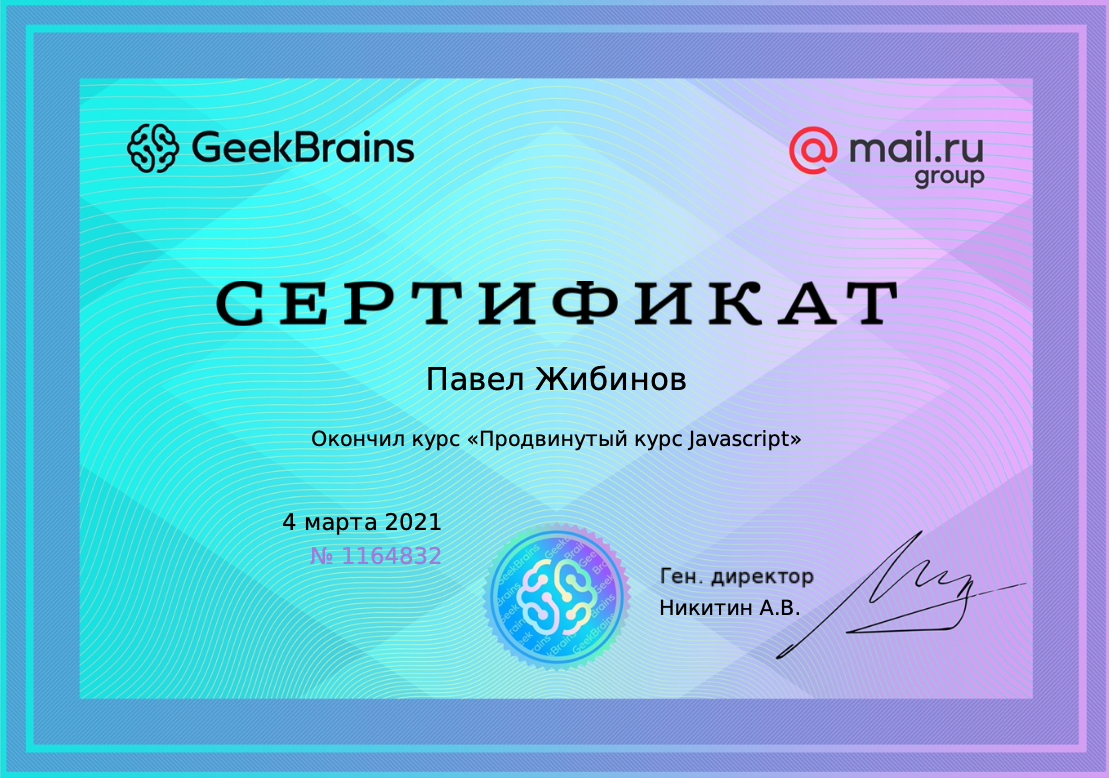 GeekBrains
@mail.ru
group
СЕРТИФИКАТ
Павел Жибинов
Окончил курс «Продвинутый курс Javascript»
4 марта 2021
№ 1164832
Ген. директор
Никитин А.В.